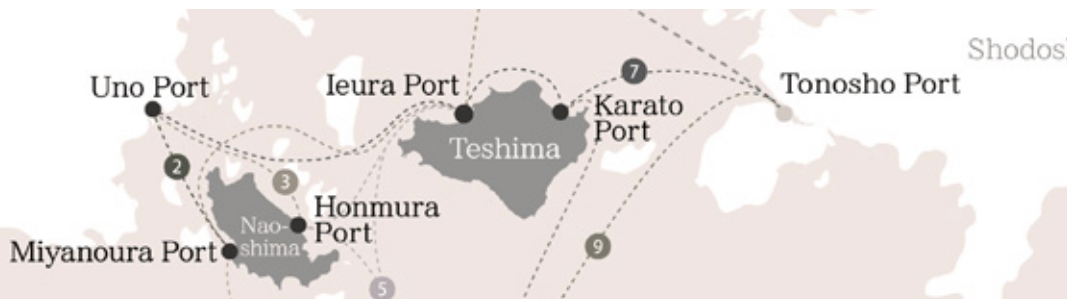 Shodosh
Uno Port
Ieura Port
7
Tonosho Port
Karato
Port
Teshima
2
3
Honmura
Port
Nao-
shima
Miyanoura Port
9
5